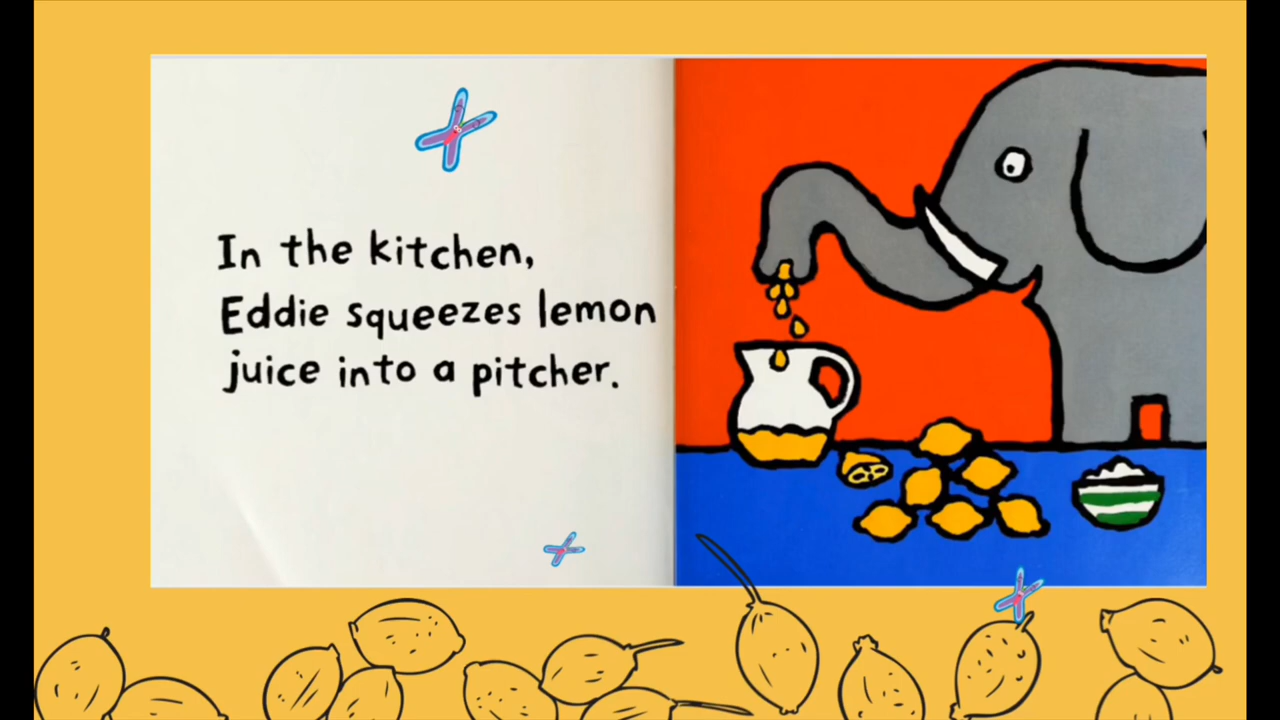 In the kitchen,
Eddie squeezes lemon
juice into a pitcher.